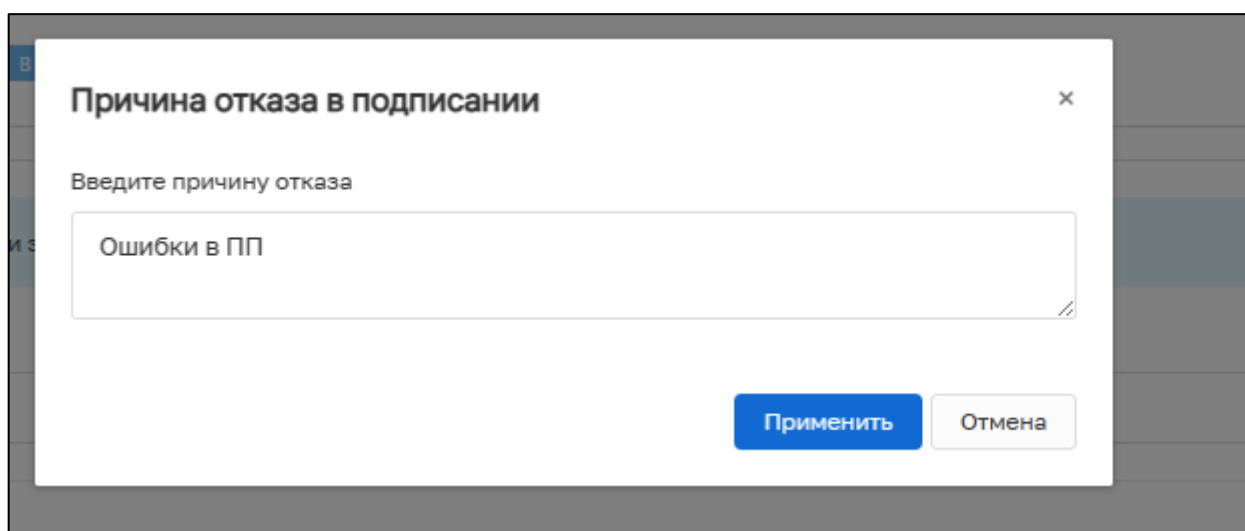 В
Причина отказа в подписании
×
Введите причину отказа
и з
Ошибки в ПП
Применить
Отмена